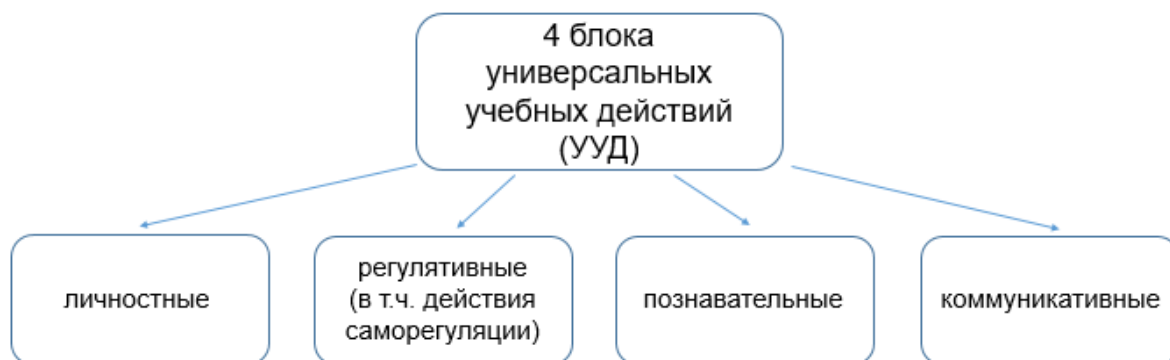 4 блока
универсальных
учебных действий
(УУД)
личностные
регулятивные
(в т.ч. действия
саморегуляции)
познавательные
коммуникативные